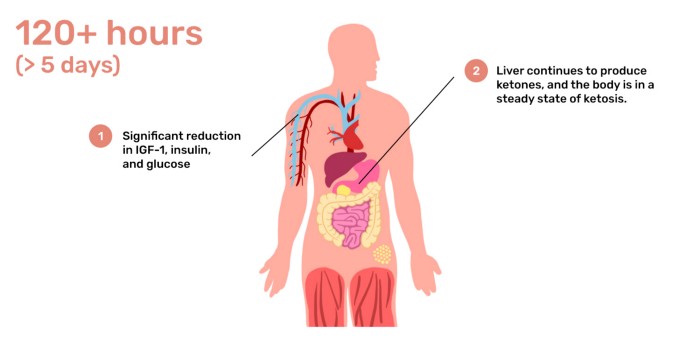 120+ hours
(> 5 days)
1
Significant reduction
in IGF-1, insulin,
and glucose
2
Liver continues to produce
ketones, and the body is in a
steady state of ketosis.